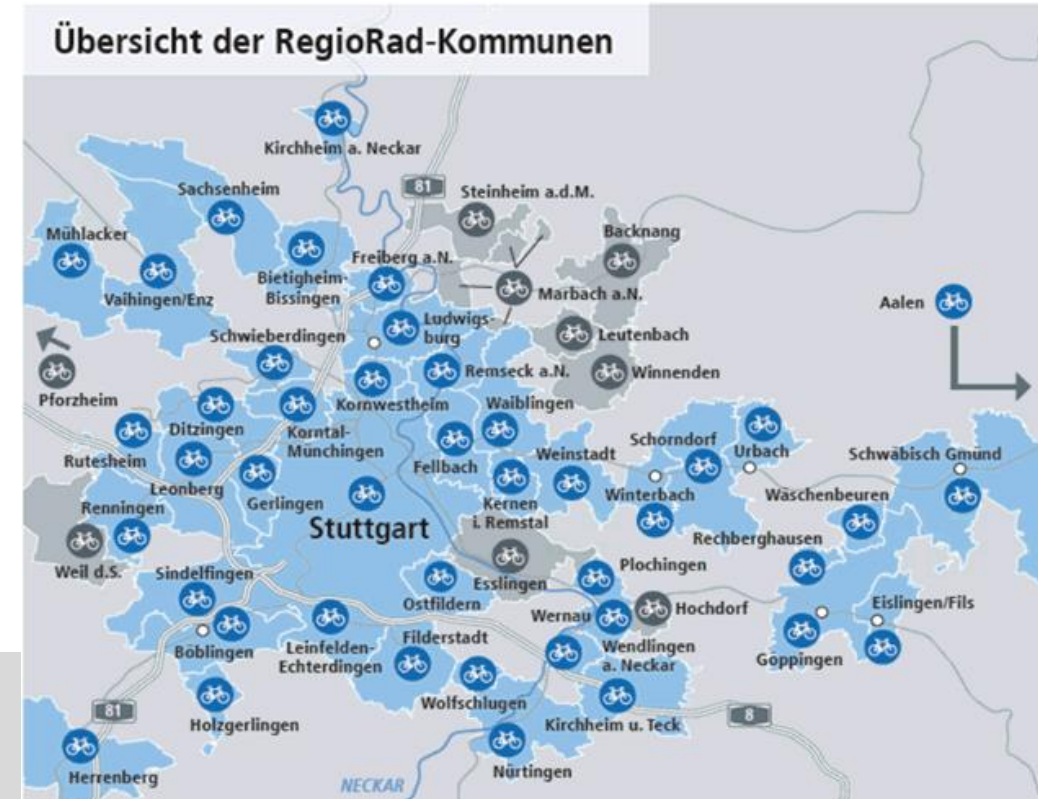 Übersicht der RegioRad-Kommunen
Kirchheim a. Neckar
81
Steinheim a.d.M.
Sachsenheim
Mühlacker
Backnang
Freiberg a.N.
Bietigheim-
Bissingen
Vaihingen/Enz
Marbach a.N.
Aalen
Ludwigs-
burg
Schwieberdingen
Leutenbach
Remseck a.N.
Winnenden
Pforzheim
Kornwestheim
Waiblingen
Ditzingen
Korntal-
Münchingen
Schorndorf
Urbach
Rutesheim
Fellbach
Weinstadt
Schwäbisch Gmünd
Leonberg
Gerlingen
Kernen
i. Remstal
Winterbach
Wäschenbeuren
Renningen
Stuttgart
Rechberghausen
Weil d.S.
Sindelfingen
Esslingen
Plochingen
Ostfildern
Eislingen/Fils
Wernau
Hochdorf
Böblingen
Leinfelden-
Echterdingen
Filderstadt
Wendlingen
a. Neckar
Göppingen
Wolfschlugen
81
Holzgerlingen
Kirchheim u. Teck
8
Herrenberg
Nürtingen
NECKAR